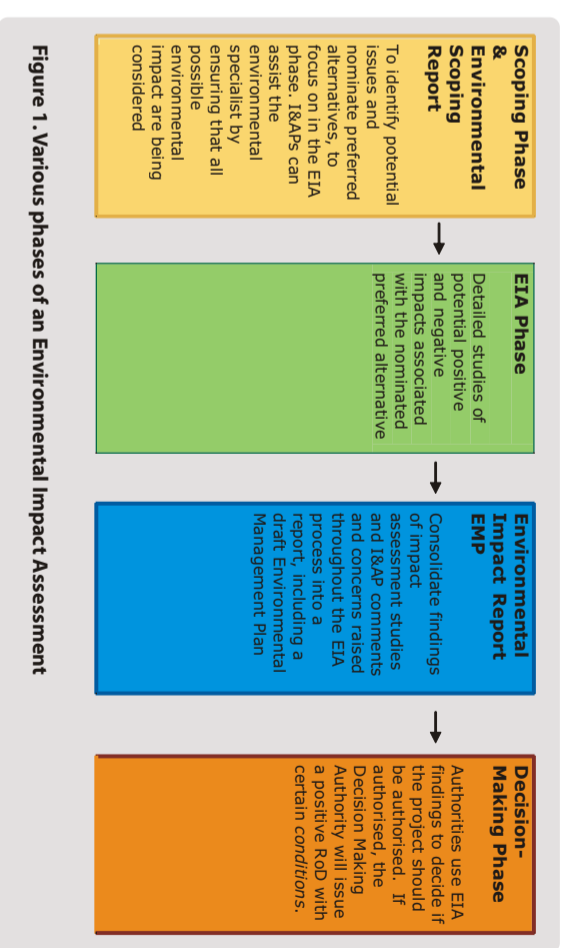 Scoping Phase
&
Environmental
Scoping
Report
To identify potential
issues and
nominate preferred
alternatives, to
focus on in the EIA
phase. I&APs can
assist the
environmental
specialist by
ensuring that all
possible
environmental
impact are being
considered
EIA Phase
Detailed studies of
potential positive
and negative
impacts associated
with the nominated
preferred alternative
Environmental
Impact Report
EMP
Consolidate findings
of impact
assessment studies
and I&AP comments
and concerns raised
throughout the EIA
process into a
report, including a
draft Environmental
Management Plan
Decision-
Making Phase
Authorities use EIA
findings to decide if
the project should
be authorised. If
authorised, the
Decision Making
Authority will issue
a positive RoD with
certain conditions.
Figure 1. Various phases of an Environmental Impact Assessment